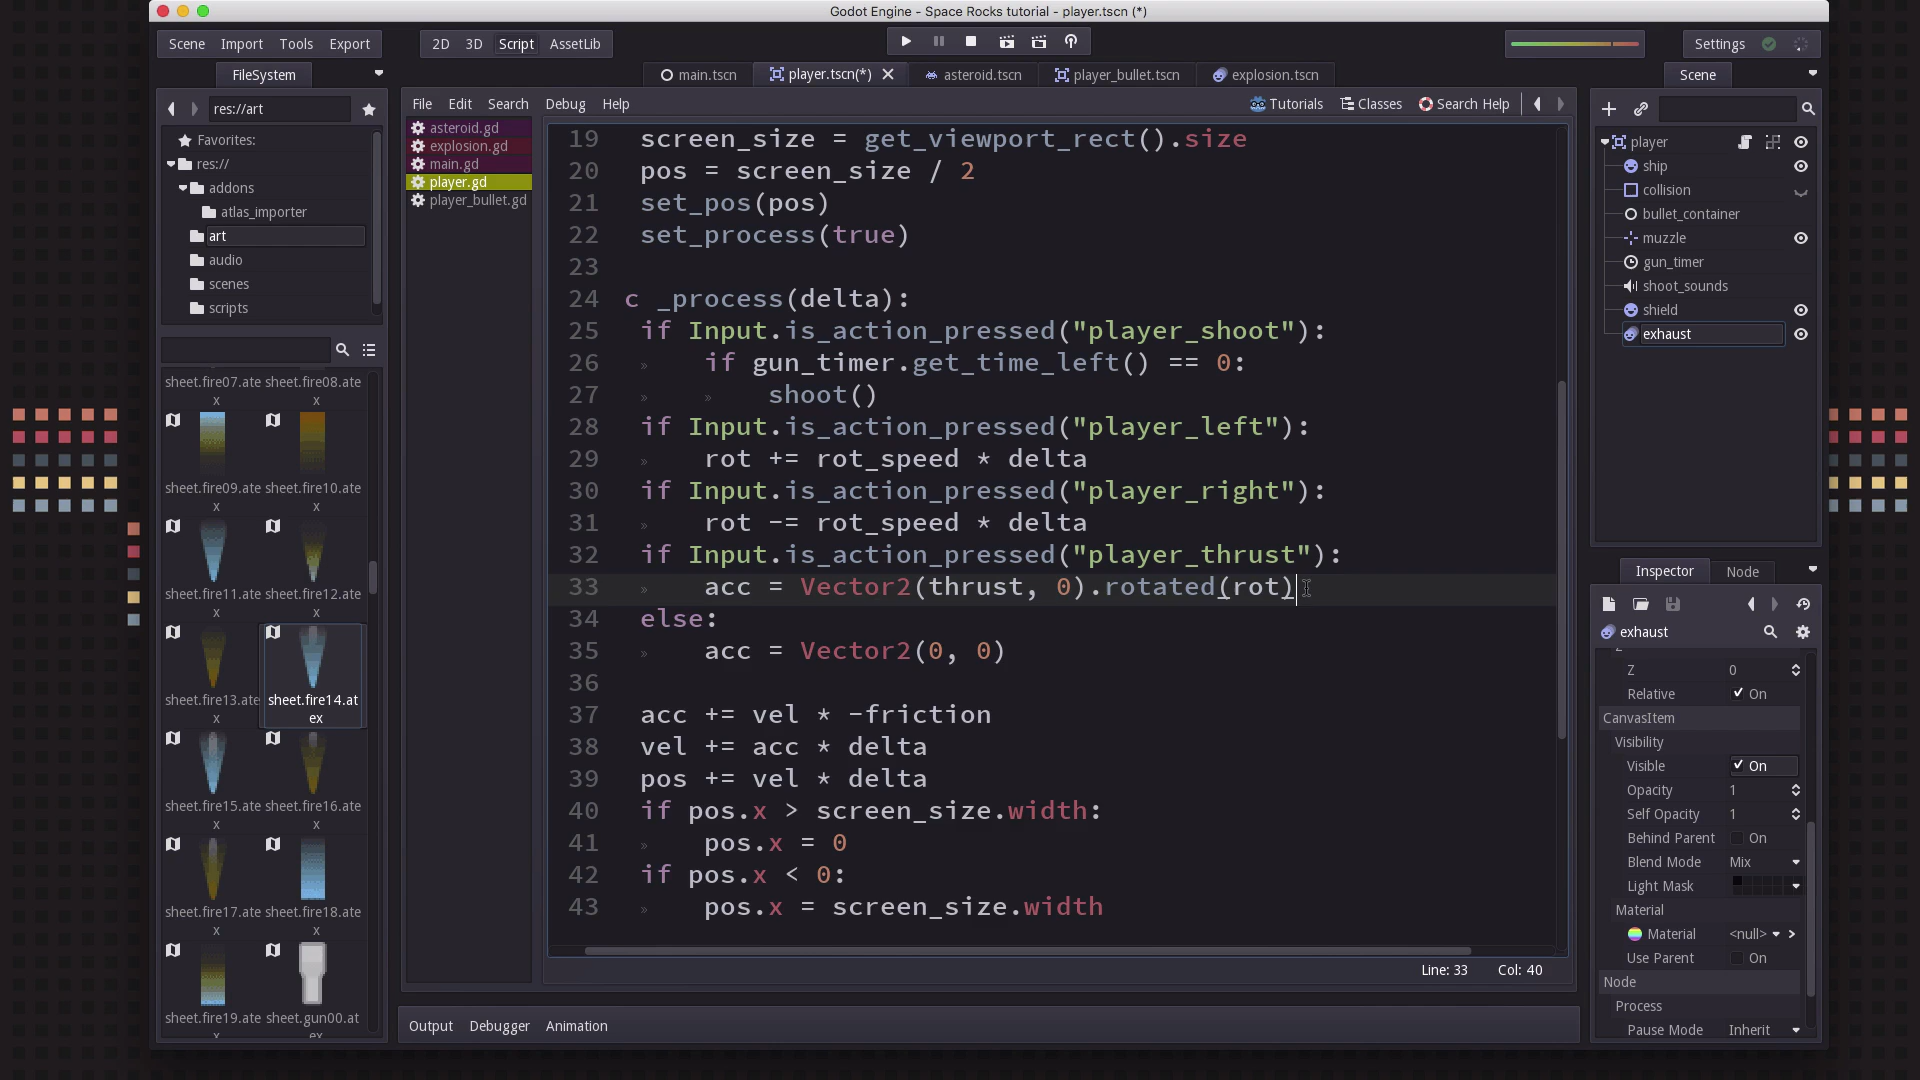 Godot Engine - Space Rocks tutorial - player.tscn (*)
Scene Import Tools Export
2D 3D Script AssetLib
Settings
FileSystem
main.tscn player.tscn(*) asteroid.tscn player_bullet.tscn explosion.tscn
Scene
res://art
File Edit Search Debug Help
Tutorials Classes Search Help
Favorites:
res://
addons
atlas_importer
art
audio
scenes
scripts
sheet.fire07.ate
x
sheet.fire08.ate
x
sheet.fire09.ate
x
sheet.fire10.ate
x
sheet.fire11.ate
x
sheet.fire12.ate
x
sheet.fire13.ate
x
sheet.fire14.at
ex
sheet.fire15.ate
x
sheet.fire16.ate
x
sheet.fire17.ate
x
sheet.fire18.ate
x
sheet.fire19.ate
x
sheet.gun00.at
ex
asteroid.gd
explosion.gd
main.gd
player.gd
player_bullet.gd
19 screen_size = get_viewport_rect().size
20 pos = screen_size / 2
21 set_pos(pos)
22 set_process(true)
23
24 c _process(delta):
25 if Input.is_action_pressed("player_shoot"):
26 » if gun_timer.get_time_left() == 0:
27 » » shoot()
28 if Input.is_action_pressed("player_left"):
29 » rot += rot_speed * delta
30 if Input.is_action_pressed("player_right"):
31 » rot -= rot_speed * delta
32 if Input.is_action_pressed("player_thrust"):
33 » acc = Vector2(thrust, 0).rotated(rot)
34 else:
35 » acc = Vector2(0, 0)
36
37 acc += vel * -friction
38 vel += acc * delta
39 pos += vel * delta
40 if pos.x > screen_size.width:
41 » pos.x = 0
42 if pos.x < 0:
43 » pos.x = screen_size.width
Line: 33 Col: 40
Output Debugger Animation
player
ship
collision
bullet_container
muzzle
gun_timer
shoot_sounds
shield
exhaust
Inspector Node
exhaust
Z 0
Relative On
CanvasItem
Visibility
Visible On
Opacity 1
Self Opacity 1
Behind Parent On
Blend Mode Mix
Light Mask
Material
Material <null>
Use Parent On
Node
Process
Pause Mode Inherit